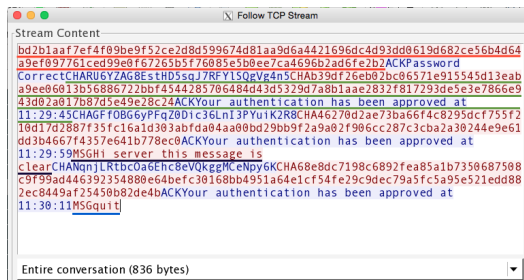 Follow TCP Stream
Stream Content
bd2b1aaf7ef4f09be9f52ce2d8d599674d81aa9d6a4421696dc4d93dd0619d682ce56b4d64
a9ef097761ced99e0f67265b5f76085e5b0ee7ca4696b2ad6fe2b2ACKPassword
CorrectCHARU6YZAG8EstHD5sqJ7RFYlSQgVg4n5CHAb39df26eb02bc06571e915545d13eab
a9ee06013b56886722bbf4544285706484d43d5329d7a8b1aae2832f817293de5e3e7866e9
43d02a017b87d5e49e28c24ACKYour authentication has been approved at
11:29:45CHAGFfOBG6yPFqZ0Dic36LnI3PYuiK2R8CHA46270d2ae73ba66f4c8295dcf755f2
10d17d2887f35fc16a1d303abfda04aa00bd29bb9f2a9a02f906cc287c3cba2a30244e9e61
dd3b4667f4357e641b778ec0ACKYour authentication has been approved at
11:29:59MSGHi server this message is
clearCHANqnjLRtbcOa6Ehc8eVQkggMCeNpy6KCHA68e8dc7198c6892fea85a1b7350687508
c9f99ad446392354880e64befc30168bb4951a64e1cf54fe29c9dec79a5fc5a95e521edd88
2ec8449af25450b82de4bACKYour authentication has been approved at
11:30:11MSGquit
Entire conversation (836 bytes)